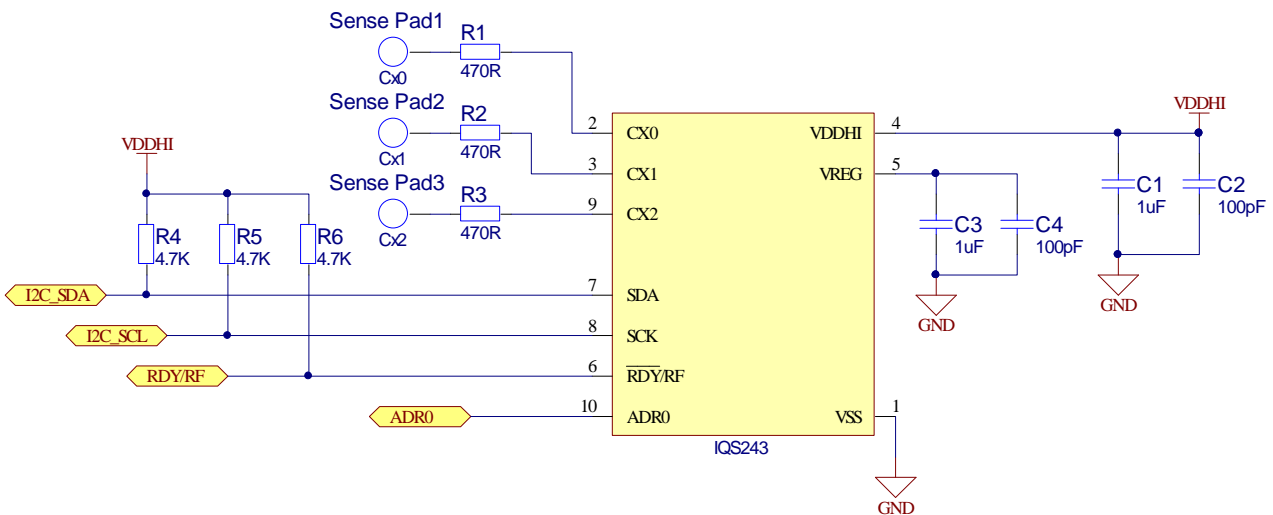 Sense Pad1
R1
470R
Cx0
Sense Pad2
R2
470R
Cx1
Sense Pad3
R3
470R
Cx2
VDDHI
R4
4.7K
R5
4.7K
R6
4.7K
I2C_SDA
I2C_SCL
RDY/RF
ADR0
2 CX0
3 CX1
9 CX2
7 SDA
8 SCK
6 RDY/RF
10 ADR0
VDDHI 4
VREG 5
VSS 1
IQS243
VDDHI
C1
1uF
C2
100pF
C3
1uF
C4
100pF
GND
GND
GND